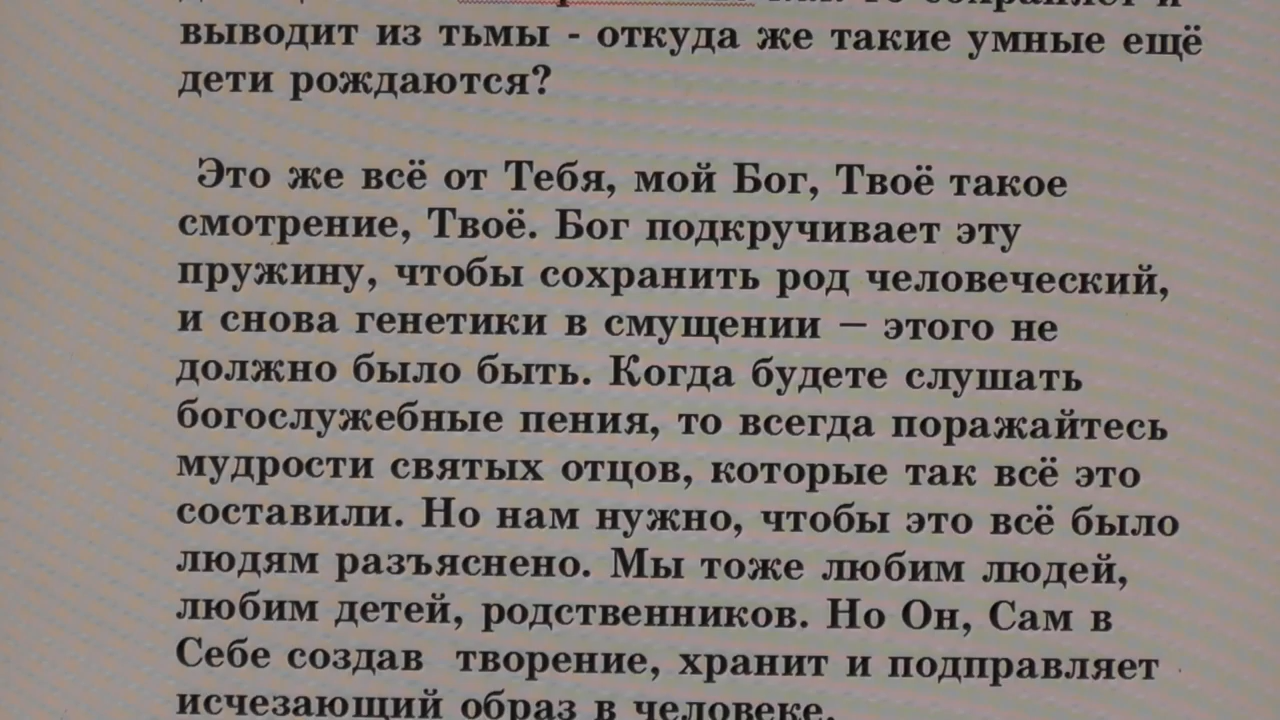 выводит из тьмы - откуда же такие умные ещё
дети рождаются?
Это же всё от Тебя, мой Бог, Твоё такое
смотрение, Твоё. Бог подкручивает эту
пружину, чтобы сохранить род человеческий,
и снова генетики в смущении – этого не
должно было быть. Когда будете слушать
богослужебные пения, то всегда поражайтесь
мудрости святых отцов, которые так всё это
составили. Но нам нужно, чтобы это всё было
людям разъяснено. Мы тоже любим людей,
любим детей, родственников. Но Он, Сам в
Себе создав  творение, хранит и подправляет
исчезающий образ в человеке.